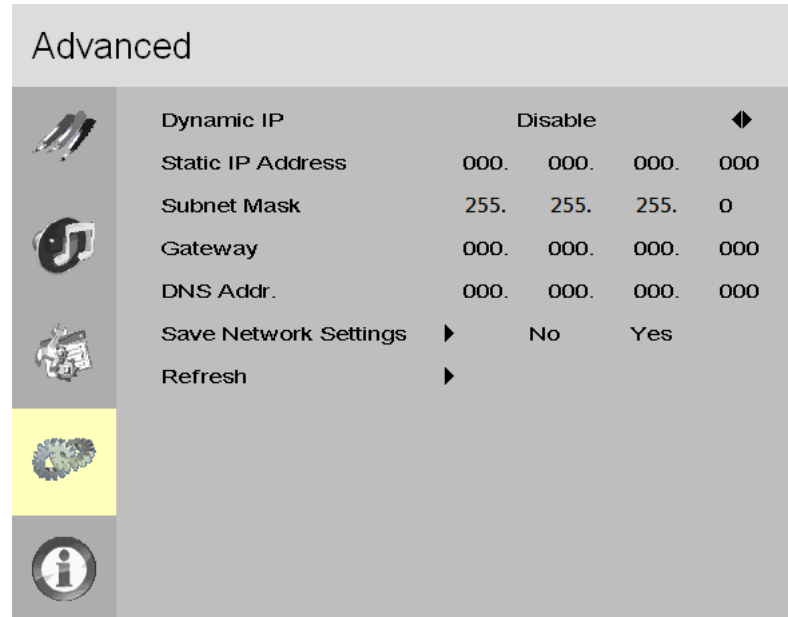 Advanced
Dynamic IP Disable
Static IP Address 000. 000. 000. 000
Subnet Mask 255. 255. 255. 0
Gateway 000. 000. 000. 000
DNS Addr. 000. 000. 000. 000
Save Network Settings No Yes
Refresh